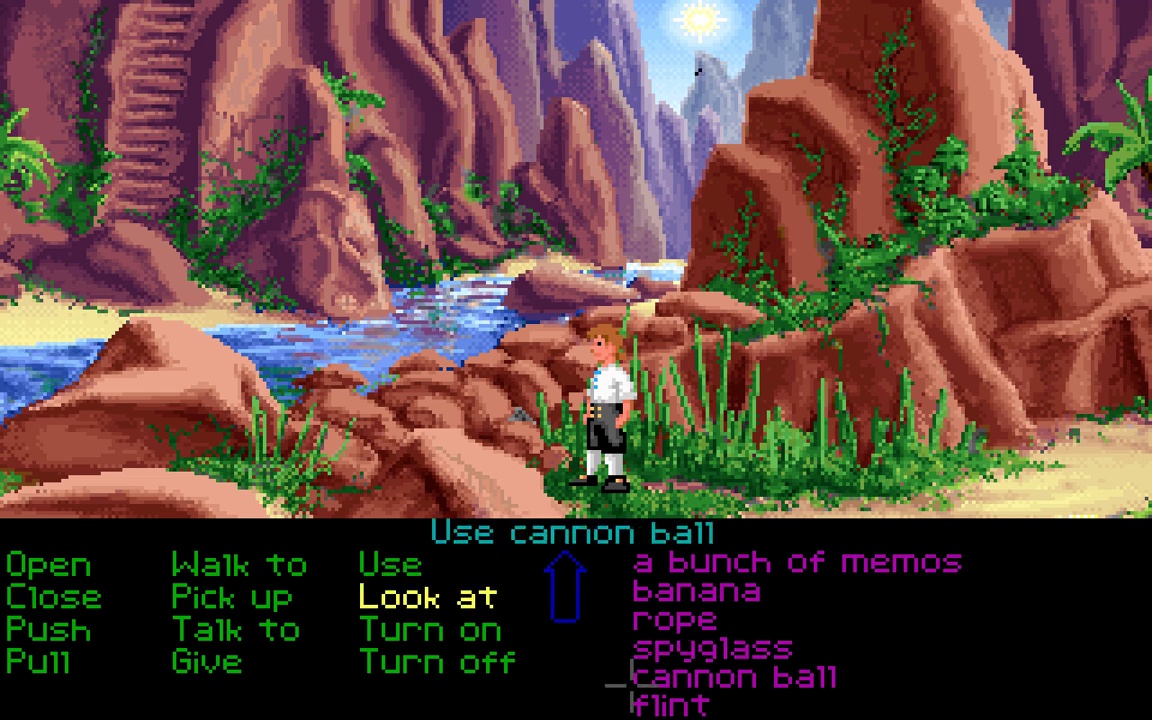 Use cannon ball
Open Walk to Use
Close Pick up Look at
Push Talk to Turn on
Pull Give Turn off
a bunch of memos
banana
rope
spyglass
cannon ball
flint